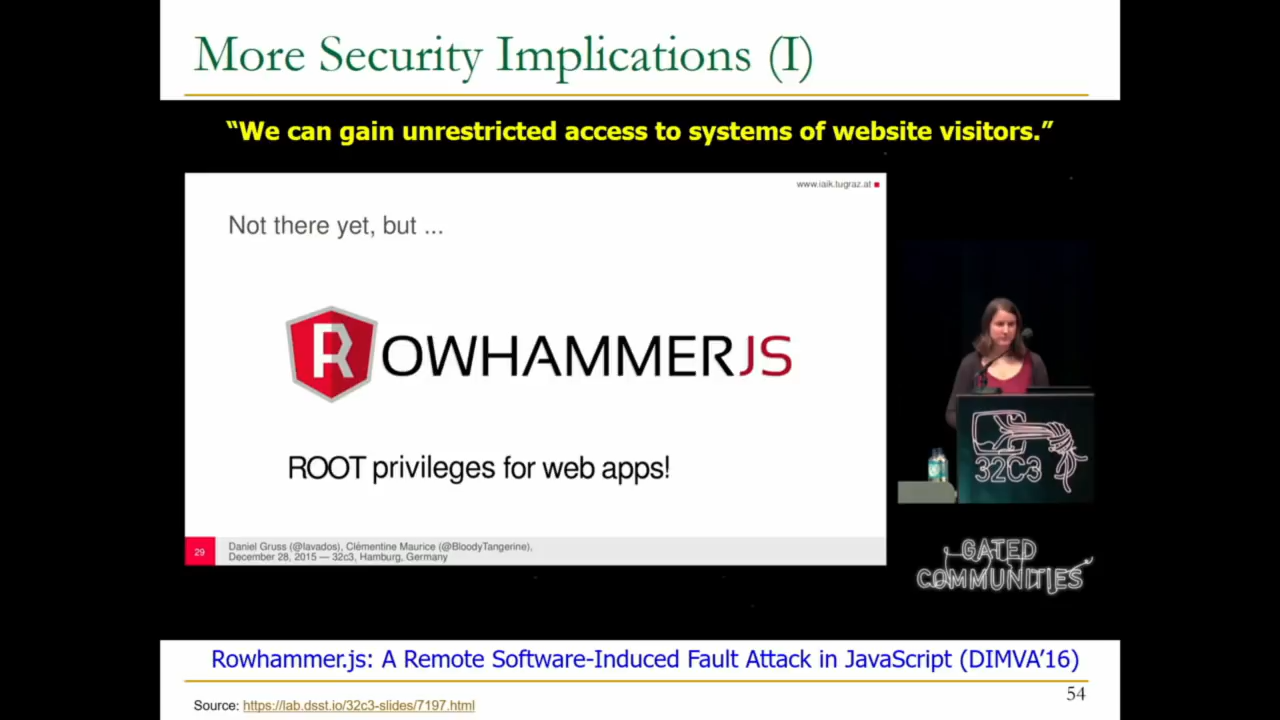 More Security Implications (I)
“We can gain unrestricted access to systems of website visitors.”
www.iaik.tugraz.at
Not there yet, but ...
ROWHAMMERJS
ROOT privileges for web apps!
29
Daniel Gruss (@lavados), Clémentine Maurice (@BloodyTangerine),
December 28, 2015 — 32c3, Hamburg, Germany
32C3
GATED
COMMUNITIES
Rowhammer.js: A Remote Software-Induced Fault Attack in JavaScript (DIMVA’16)
54
Source: https://lab.dsst.io/32c3-slides/7197.html